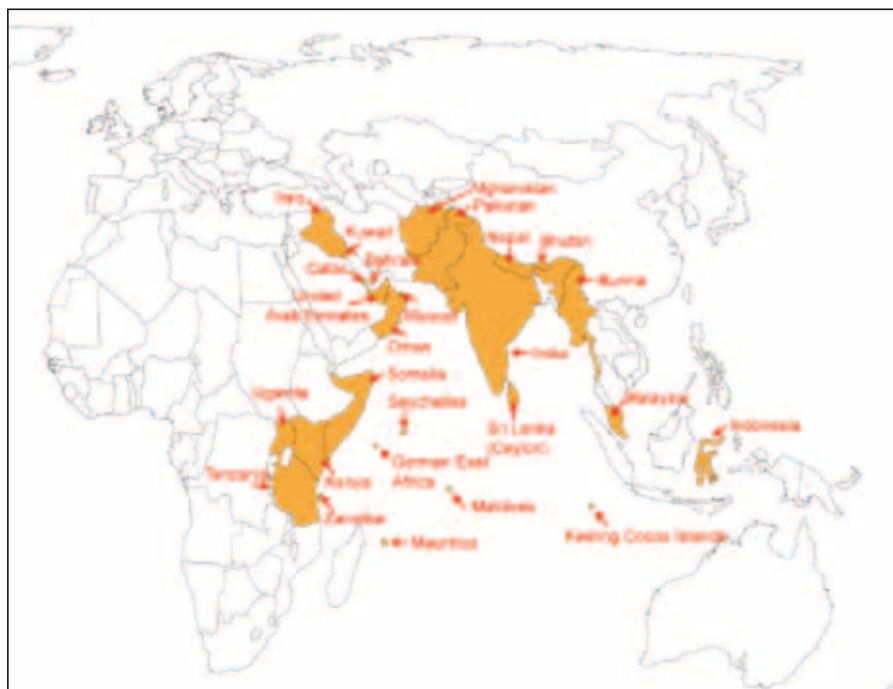 Afghanistan
Pakistan
Iraq
Kuwait
Nepal
Bhutan
Bahrain
Burma
Qatar
United
Arab Emirates
Muscat
Oman
India
Somalia
Uganda
Seychelles
Malaysia
Indonesia
Sri Lanka
(Ceylon)
German East
Africa
Tanzania
Kenya
Maldives
Zanzibar
Keeling Cocos Islands
Mauritius